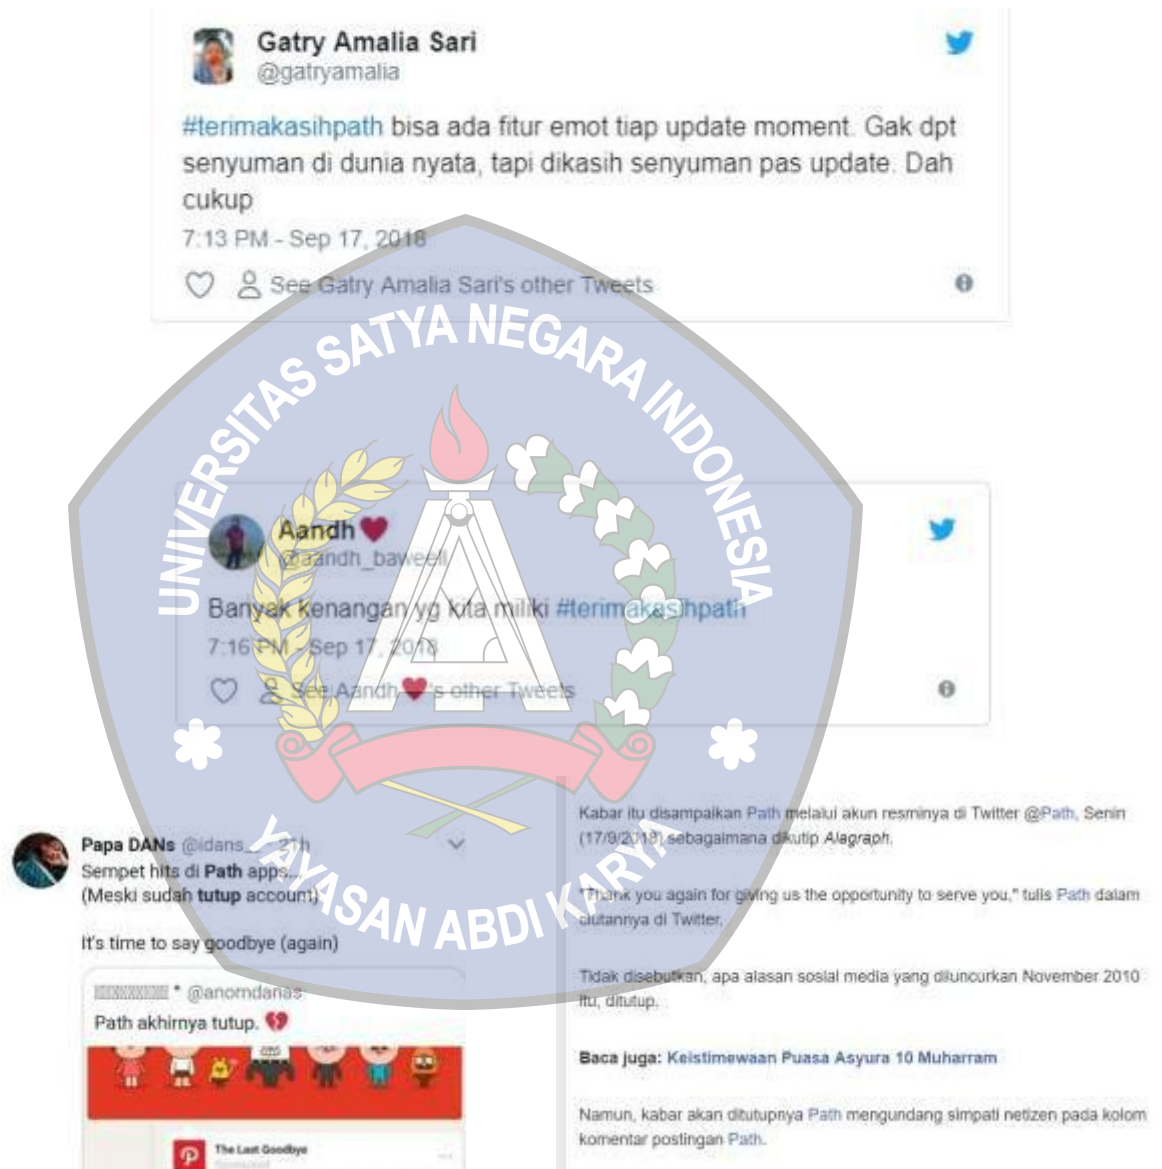 Gatry Amalia Sari
@gatryamalia
#terimakasihpath bisa ada fitur emot tiap update moment. Gak dpt
senyuman di dunia nyata, tapi dikasih senyuman pas update. Dah
cukup
7:13 PM - Sep 17, 2018
See Gatry Amalia Sari's other Tweets
UNIVERSITAS SATYA NEGARA INDONESIA
Aandh ❤
@aandh_baweell
Banyak kenangan yg kita miliki #terimakasihpath
7:16 PM - Sep 17, 2018
See Aandh ❤'s other Tweets
YAYASAN ABDI KARYA
Papa DANs @idans_ - 21h
Sempet hits di Path apps...
(Meski sudah tutup account)
It's time to say goodbye (again)
* @anomdanas
Path akhirnya tutup. 💔
The Last Goodbye
Kabar itu disampaikan Path melalui akun resminya di Twitter @Path, Senin
(17/9/2018) sebagaimana dikutip Alagraph.
"Thank you again for giving us the opportunity to serve you," tulis Path dalam
ciutannya di Twitter,
Tidak disebutkan, apa alasan sosial media yang diluncurkan November 2010
itu, ditutup.
Baca juga: Keistimewaan Puasa Asyura 10 Muharram
Namun, kabar akan ditutupnya Path mengundang simpati netizen pada kolom
komentar postingan Path.